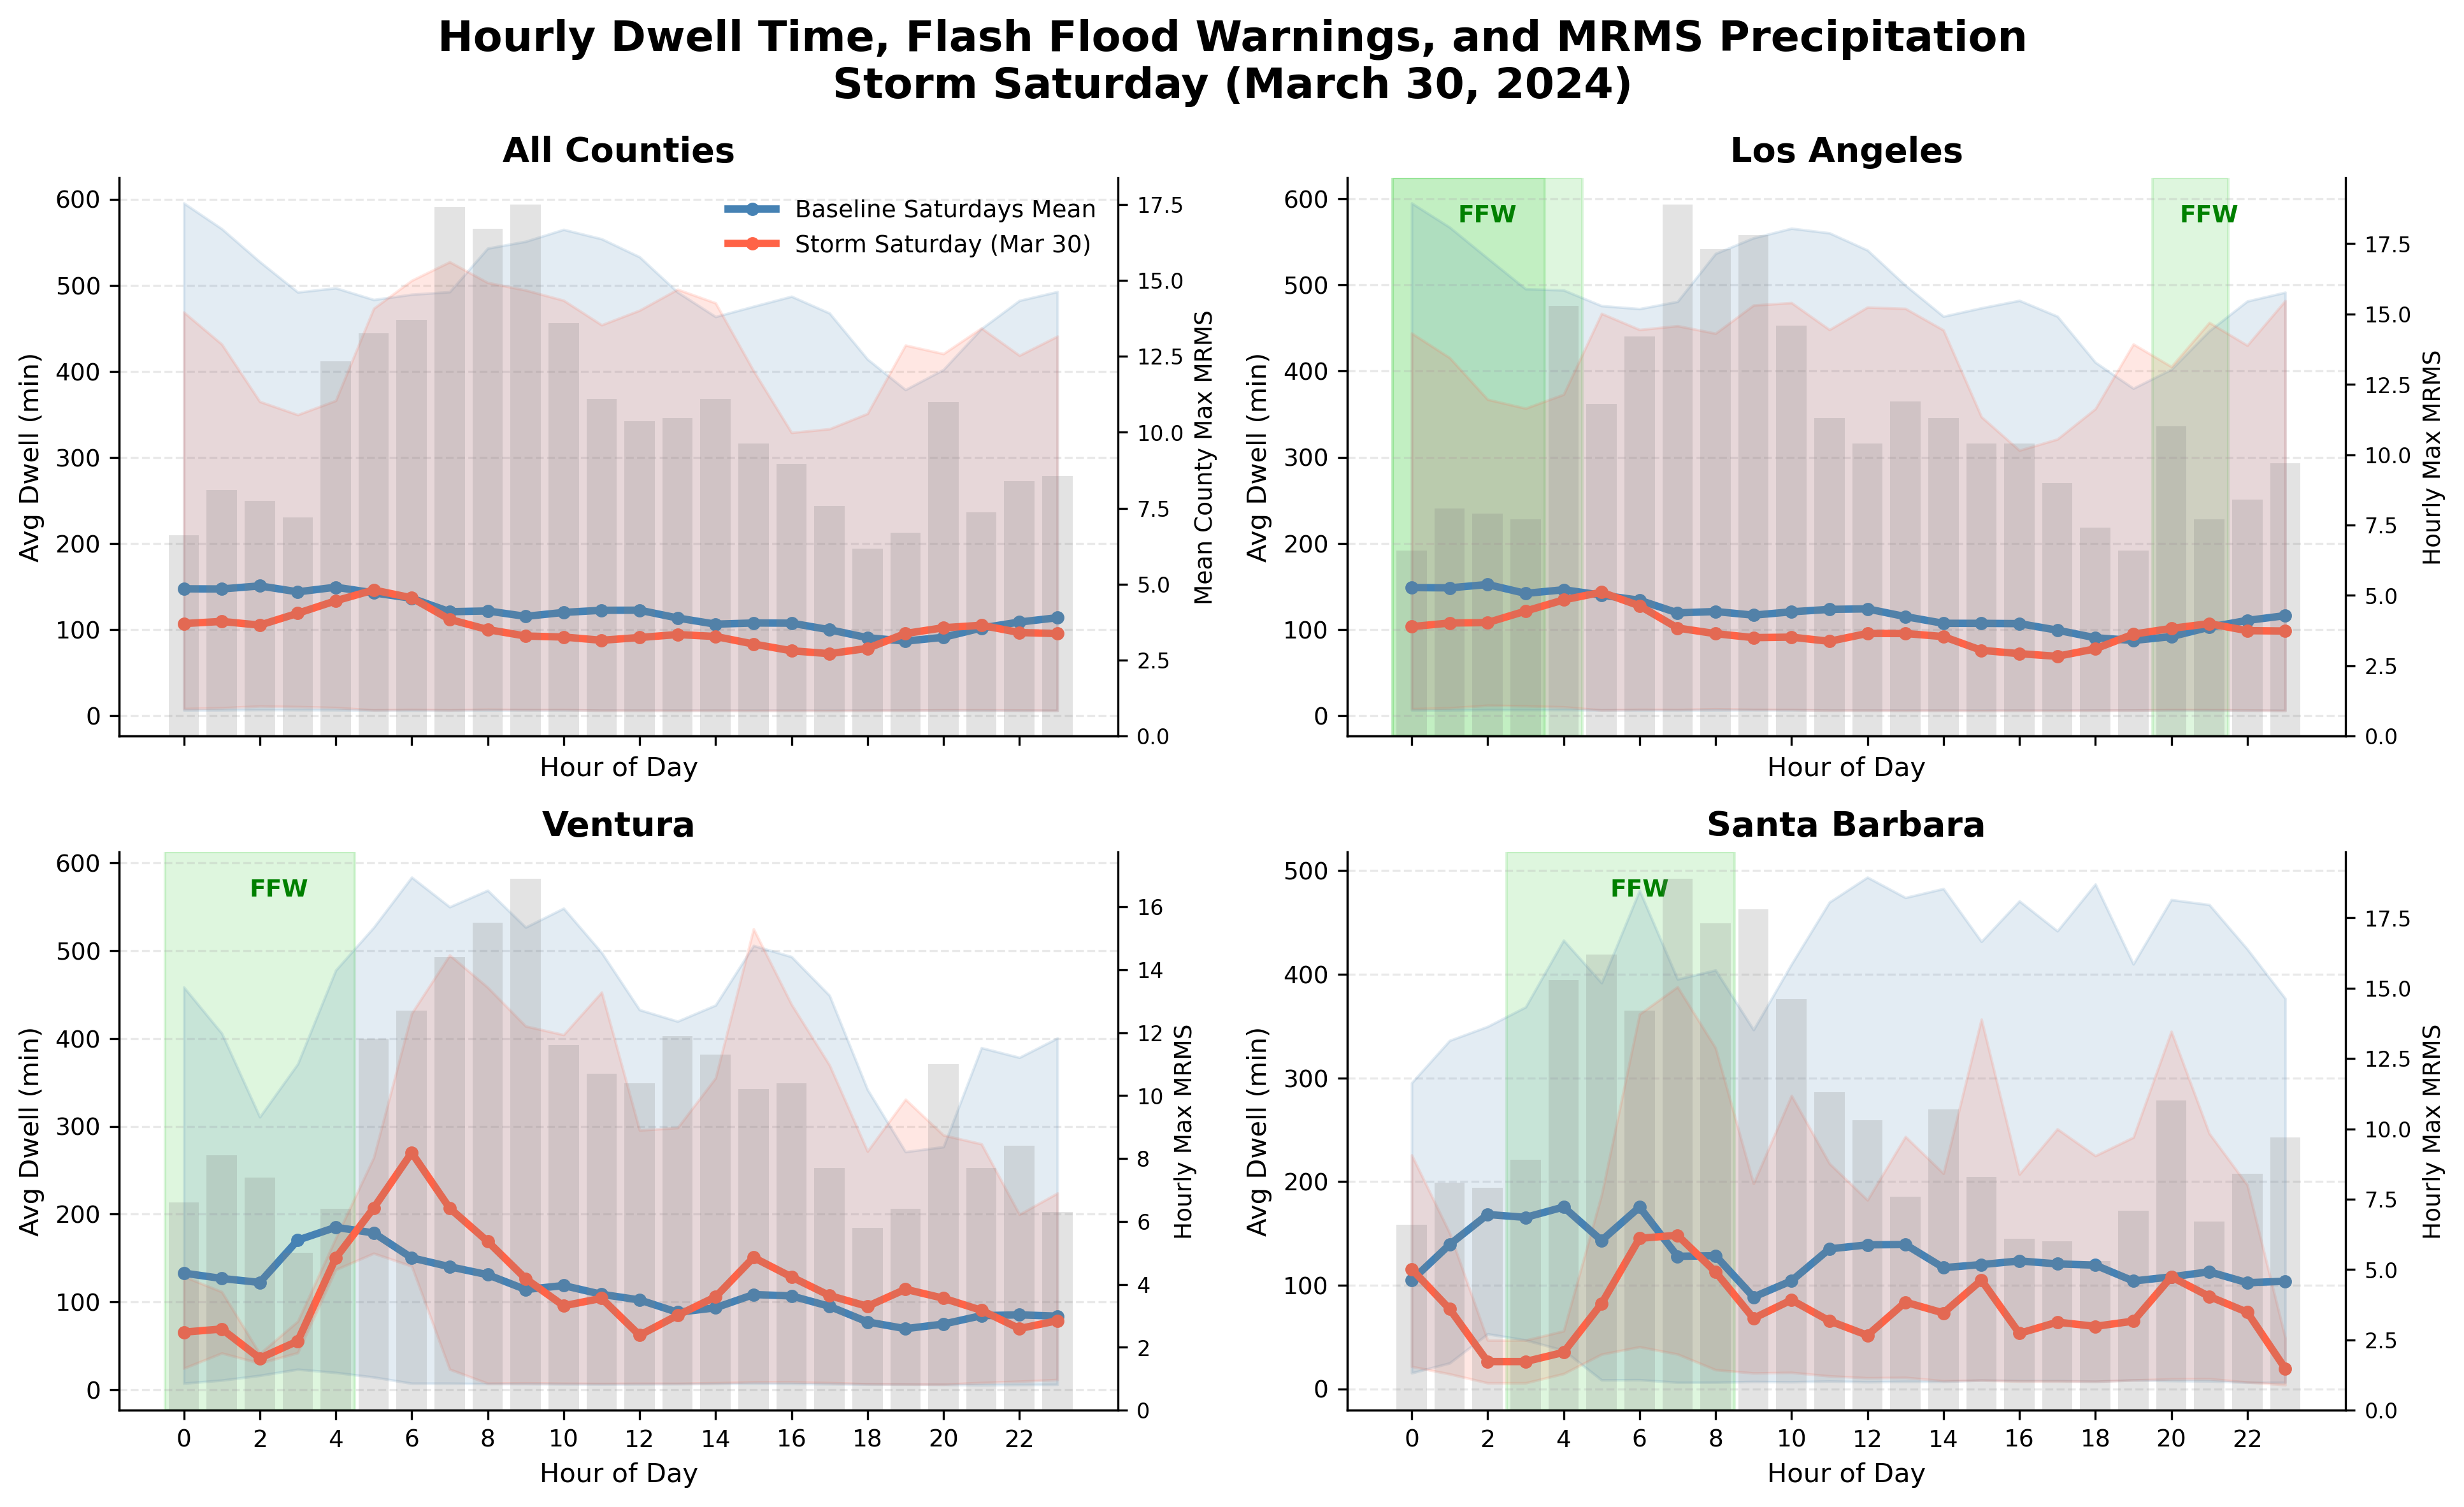 Hourly Dwell Time, Flash Flood Warnings, and MRMS Precipitation
Storm Saturday (March 30, 2024)
All Counties
Avg Dwell (min)
600
500
400
300
200
100
0
Baseline Saturdays Mean
Storm Saturday (Mar 30)
17.5
15.0
12.5
10.0
7.5
5.0
2.5
0.0
Mean County Max MRMS
Hour of Day
Los Angeles
Avg Dwell (min)
600
500
400
300
200
100
0
FFW
FFW
17.5
15.0
12.5
10.0
7.5
5.0
2.5
0.0
Hourly Max MRMS
Hour of Day
Ventura
Avg Dwell (min)
600
500
400
300
200
100
0
FFW
16
14
12
10
8
6
4
2
0
Hourly Max MRMS
0 2 4 6 8 10 12 14 16 18 20 22
Hour of Day
Santa Barbara
Avg Dwell (min)
500
400
300
200
100
0
FFW
17.5
15.0
12.5
10.0
7.5
5.0
2.5
0.0
Hourly Max MRMS
0 2 4 6 8 10 12 14 16 18 20 22
Hour of Day